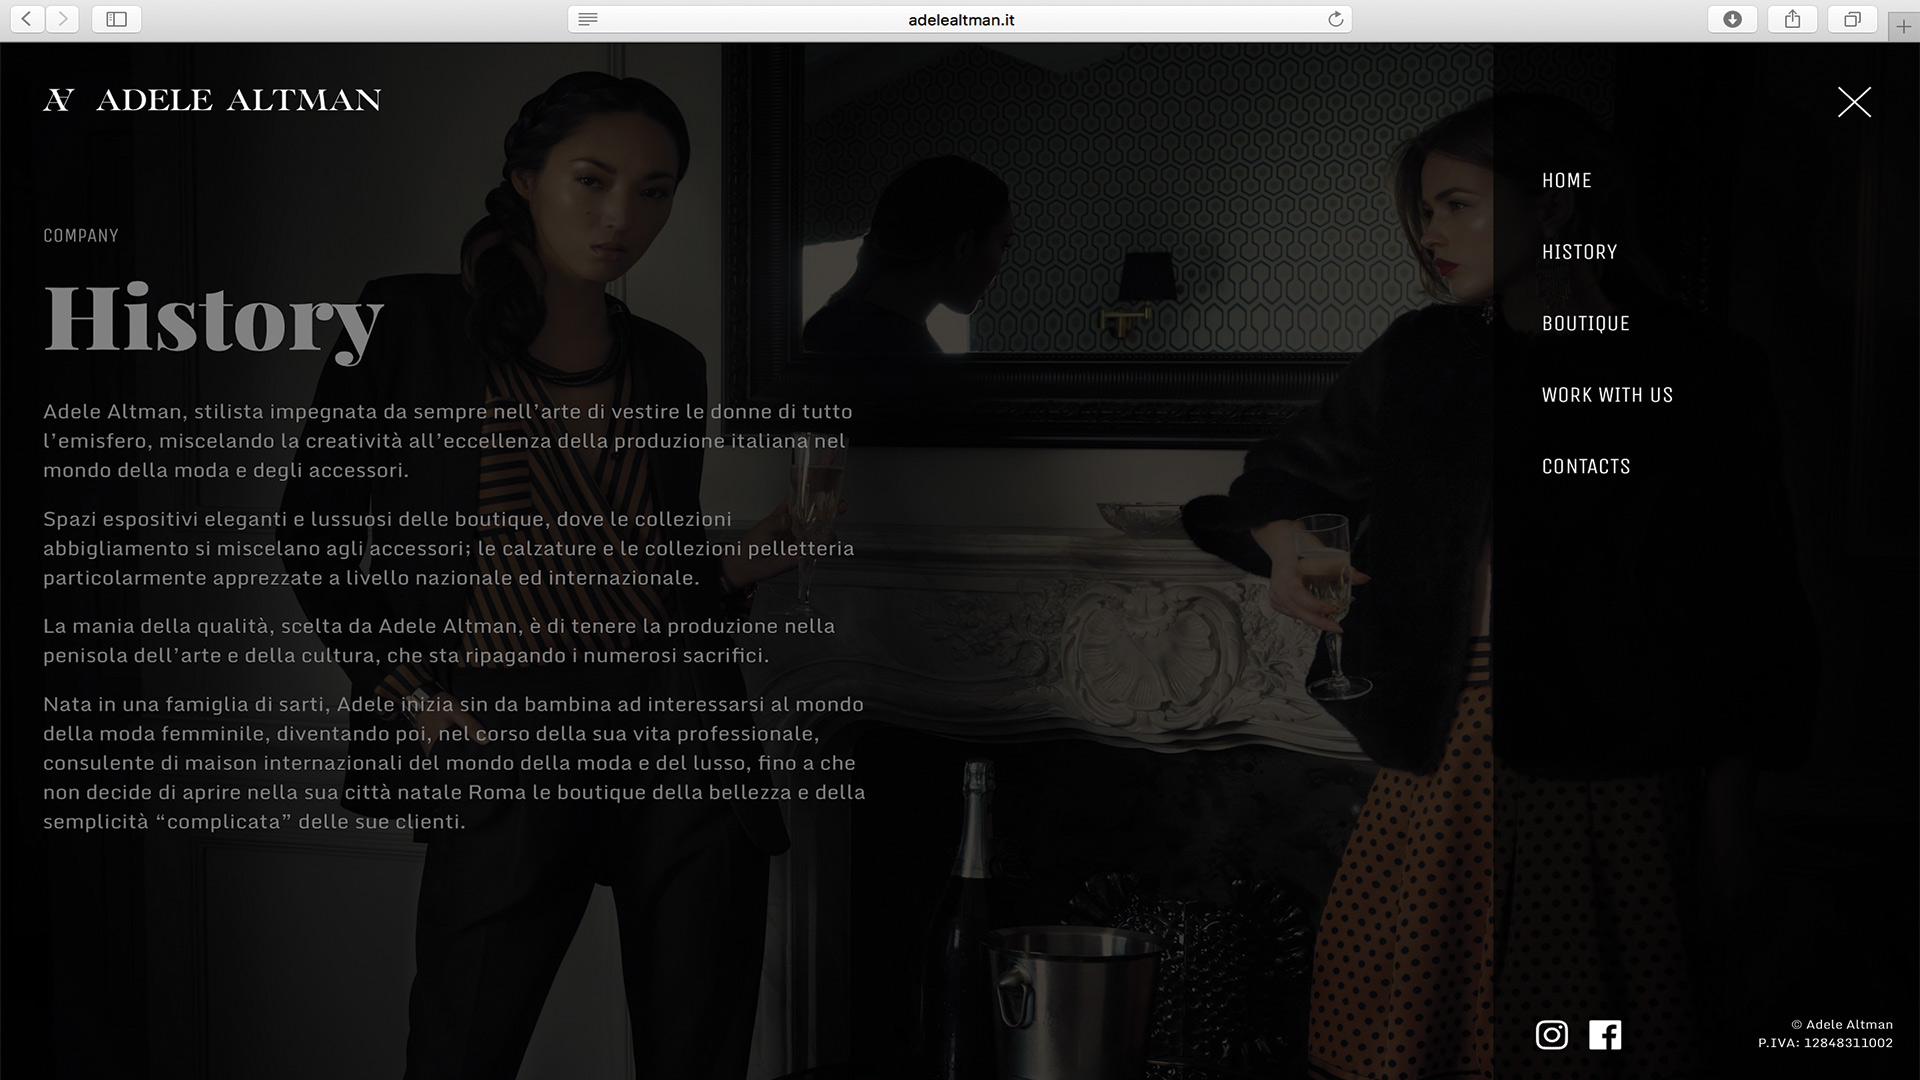 adelealtman.it
AA ADELE ALTMAN
COMPANY
History
Adele Altman, stilista impegnata da sempre nell’arte di vestire le donne di tutto
l’emisfero, miscelando la creatività all’eccellenza della produzione italiana nel
mondo della moda e degli accessori.
Spazi espositivi eleganti e lussuosi delle boutique, dove le collezioni
abbigliamento si miscelano agli accessori; le calzature e le collezioni pelletteria
particolarmente apprezzate a livello nazionale ed internazionale.
La mania della qualità, scelta da Adele Altman, è di tenere la produzione nella
penisola dell’arte e della cultura, che sta ripagando i numerosi sacrifici.
Nata in una famiglia di sarti, Adele inizia sin da bambina ad interessarsi al mondo
della moda femminile, diventando poi, nel corso della sua vita professionale,
consulente di maison internazionali del mondo della moda e del lusso, fino a che
non decide di aprire nella sua città natale Roma le boutique della bellezza e della
semplicità “complicata” delle sue clienti.
HOME
HISTORY
BOUTIQUE
WORK WITH US
CONTACTS
© Adele Altman
P.IVA: 12848311002